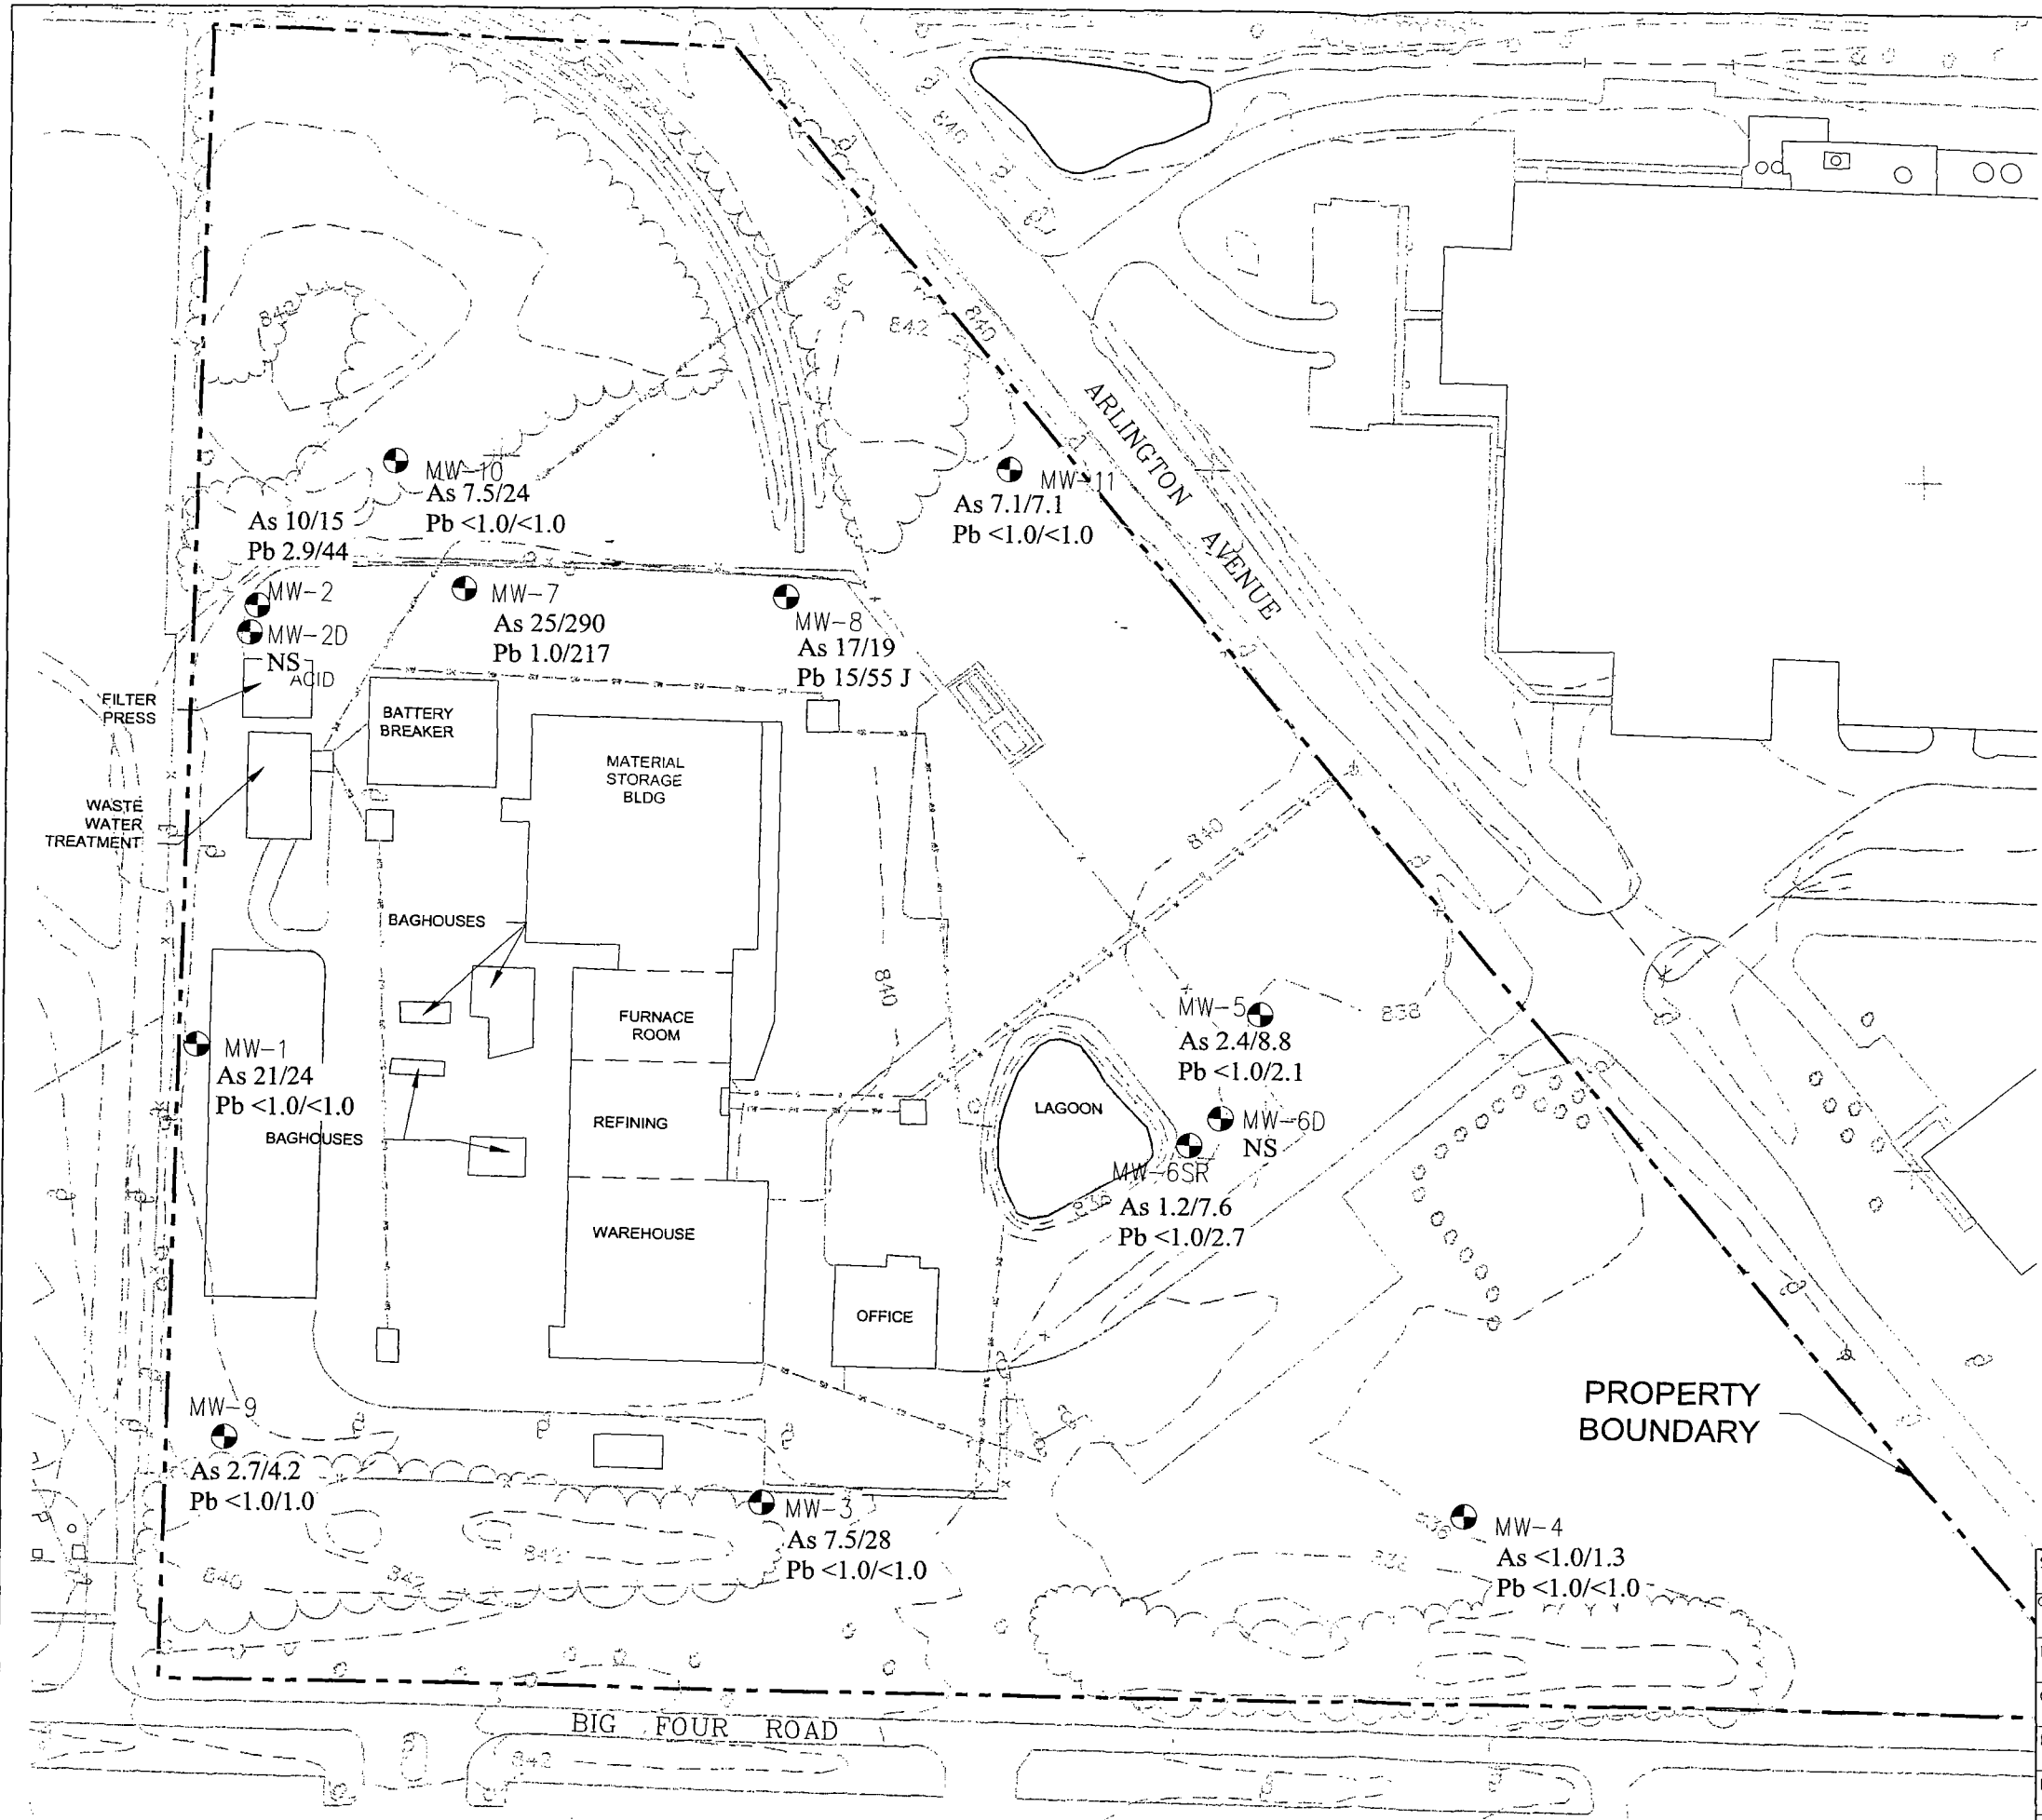 840
842
840
842
840
ARLINGTON
AVENUE
MW-10
As 7.5/24
Pb <1.0/<1.0
MW-11
As 7.1/7.1
Pb <1.0/<1.0
As 10/15
Pb 2.9/44
MW-2
MW-2D
NS
ACID
MW-7
As 25/290
Pb 1.0/217
MW-8
As 17/19
Pb 15/55 J
FILTER
PRESS
BATTERY
BREAKER
MATERIAL
STORAGE
BLDG
WASTE
WATER
TREATMENT
840
BAGHOUSES
840
FURNACE
ROOM
MW-5
As 2.4/8.8
Pb <1.0/2.1
838
MW-1
As 21/24
Pb <1.0/<1.0
BAGHOUSES
REFINING
LAGOON
MW-6D
NS
MW-6SR
As 1.2/7.6
Pb <1.0/2.7
WAREHOUSE
OFFICE
PROPERTY
BOUNDARY
MW-9
As 2.7/4.2
Pb <1.0/1.0
MW-3
As 7.5/28
Pb <1.0/<1.0
MW-4
As <1.0/1.3
Pb <1.0/<1.0
840
842
BIG FOUR ROAD
842